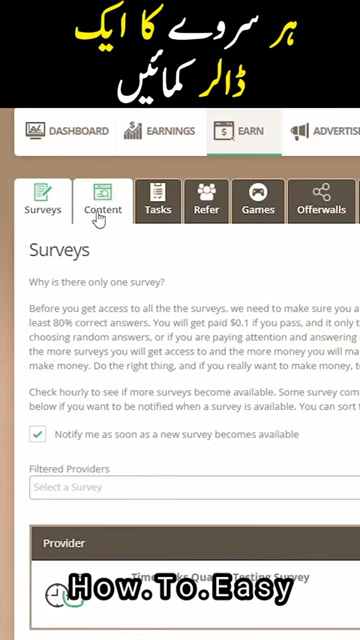 ہر سروے کا ایک
ڈالر کمائیں
DASHBOARD EARNINGS EARN
Surveys Content Tasks Refer Games Offerwalls
Surveys
Why is there only one survey?
Before you get access to all the the surveys, we need to make sure you a
least 80% correct answers. You will get paid $0.1 if you pass, and it only t
choosing random answers, or if you are paying attention and answering
the more surveys you will get access to and the more money you will ma
make money. Do the right thing, and if you really want to make money, t
Check hourly to see if more surveys become available. Some survey com
below if you want to be notified when a survey is available. You can sort
Notify me as soon as a new survey becomes available
Filtered Providers
Select a Survey
Provider
Testing Survey
How.To.Easy